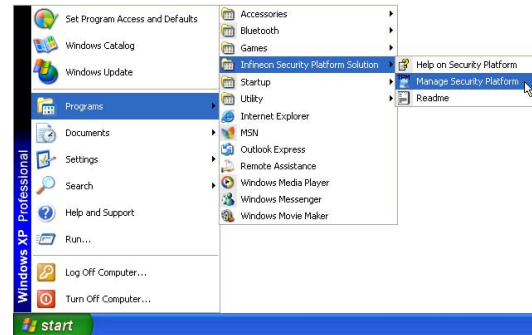 Set Program Access and Defaults
Windows Catalog
Windows Update
Programs
Documents
Settings
Search
Help and Support
Run...
Log Off Computer...
Turn Off Computer...
Windows XP Professional
start
Accessories
Bluetooth
Games
Infineon Security Platform Solution
Startup
Utility
Internet Explorer
MSN
Outlook Express
Remote Assistance
Windows Media Player
Windows Messenger
Windows Movie Maker
Help on Security Platform
Manage Security Platform
Readme